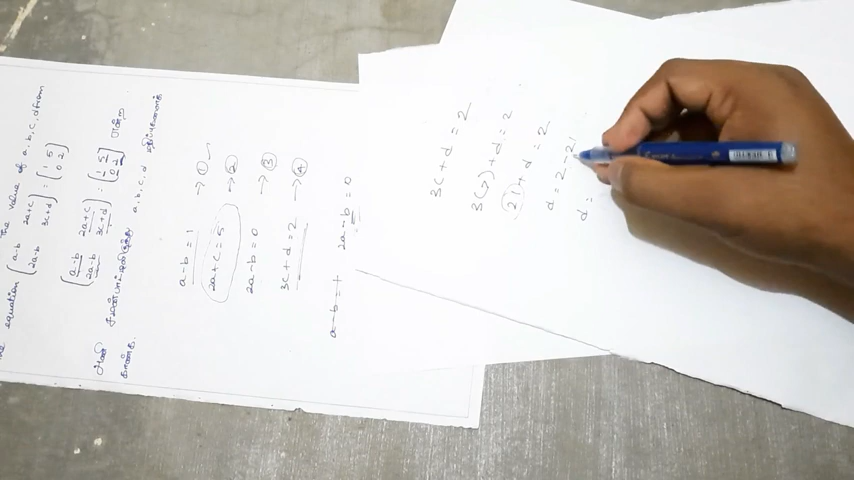 the equation [a-b 2a+c] = [1 5] the value of a,b,c,d from
[2a-b 3c+d] [0 2]
[a-b 2a+c] = [1 5]
[2a-b 3c+d] [0 2]
a,b,c,d
a-b = 1 → ①
2a+c = 5 → ②
2a-b = 0 → ③
3c+d = 2 → ④
a-b = 1 2a-b = 0
3c+d = 2
3(7)+d = 2
21+d = 2
d = 2-21
d =